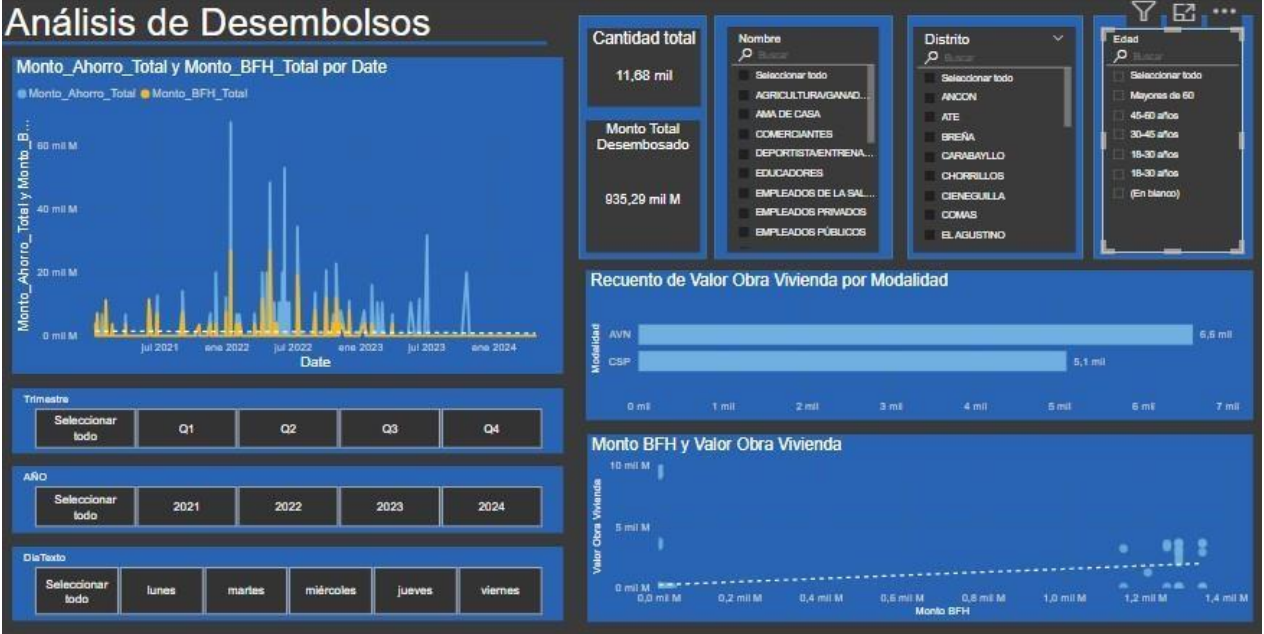 Análisis de Desembolsos
Monto_Ahorro_Total y Monto_BFH_Total por Date
Monto_Ahorro_Total Monto_BFH_Total
Monto_Ahorro_Total y Monto_B...
60 mil M
40 mil M
20 mil M
0 mil M
jul 2021 ene 2022 jul 2022 ene 2023 jul 2023 ene 2024
Date
Trimestre
Seleccionar
todo
Q1
Q2
Q3
Q4
AÑO
Seleccionar
todo
2021
2022
2023
2024
DiaTexto
Seleccionar
todo
lunes
martes
miércoles
jueves
viernes
Cantidad total
11,68 mil
Monto Total
Desembosado
935,29 mil M
Nombre
Buscar
Seleccionar todo
AGRICULTURA/GANAD...
AMA DE CASA
COMERCIANTES
DEPORTISTA/ENTRENA...
EDUCADORES
EMPLEADOS DE LA SAL...
EMPLEADOS PRIVADOS
EMPLEADOS PÚBLICOS
Distrito
Buscar
Seleccionar todo
ANCON
ATE
BREÑA
CARABAYLLO
CHORRILLOS
CIENEGUILLA
COMAS
EL AGUSTINO
Edad
Buscar
Seleccionar todo
Mayores de 60
45-60 años
30-45 años
18-30 años
18-30 años
(En blanco)
Recuento de Valor Obra Vivienda por Modalidad
Modalidad
AVN
6,6 mil
CSP
5,1 mil
0 mil 1 mil 2 mil 3 mil 4 mil 5 mil 6 mil 7 mil
Monto BFH y Valor Obra Vivienda
Valor Obra Vivienda
10 mil M
5 mil M
0 mil M
0,0 mil M 0,2 mil M 0,4 mil M 0,6 mil M 0,8 mil M 1,0 mil M 1,2 mil M 1,4 mil M
Monto BFH